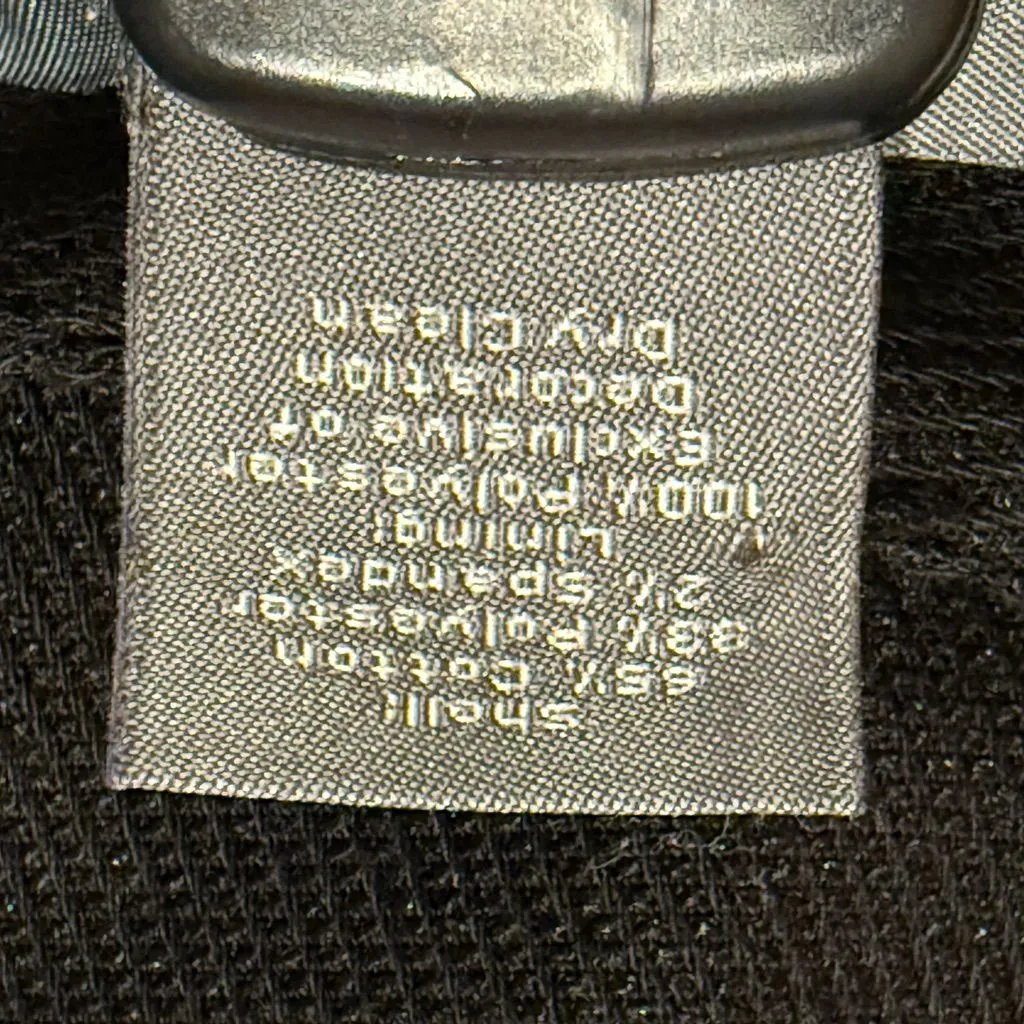 Shell:
65% Cotton
33% Polyester
2% Spandex
Lining:
100% Polyester
Exclusive of
Decoration
Dry Clean